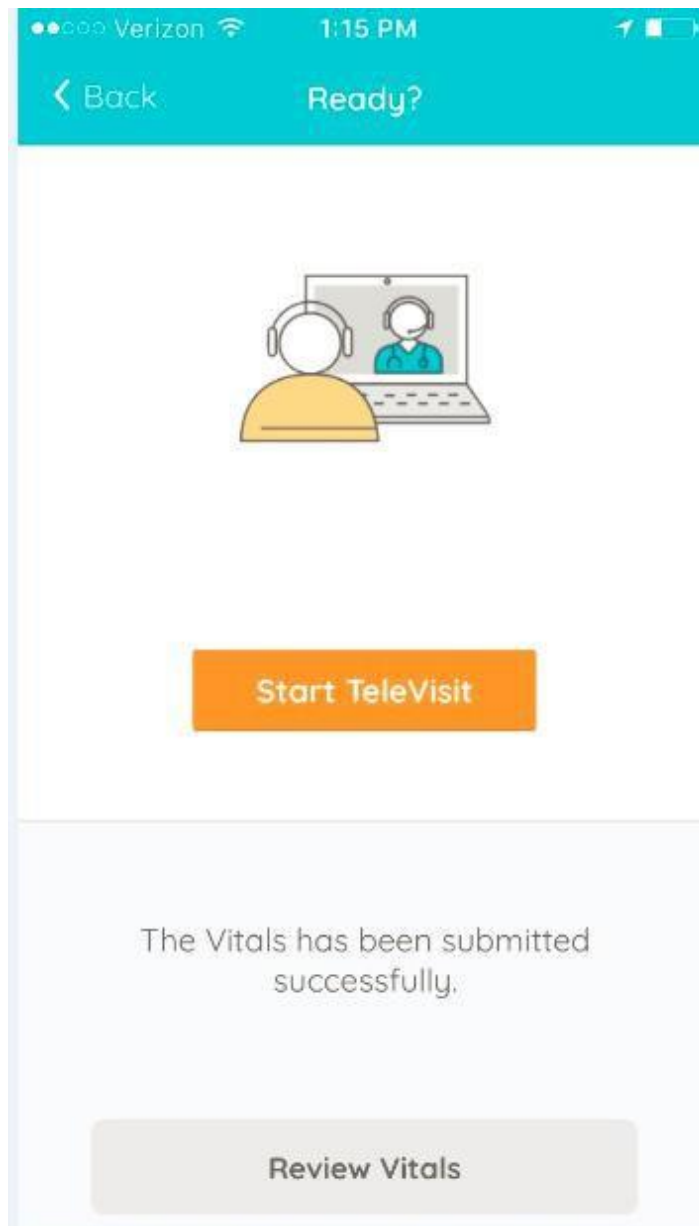 Verizon 1:15 PM
Back Ready?
Start TeleVisit
The Vitals has been submitted
successfully.
Review Vitals